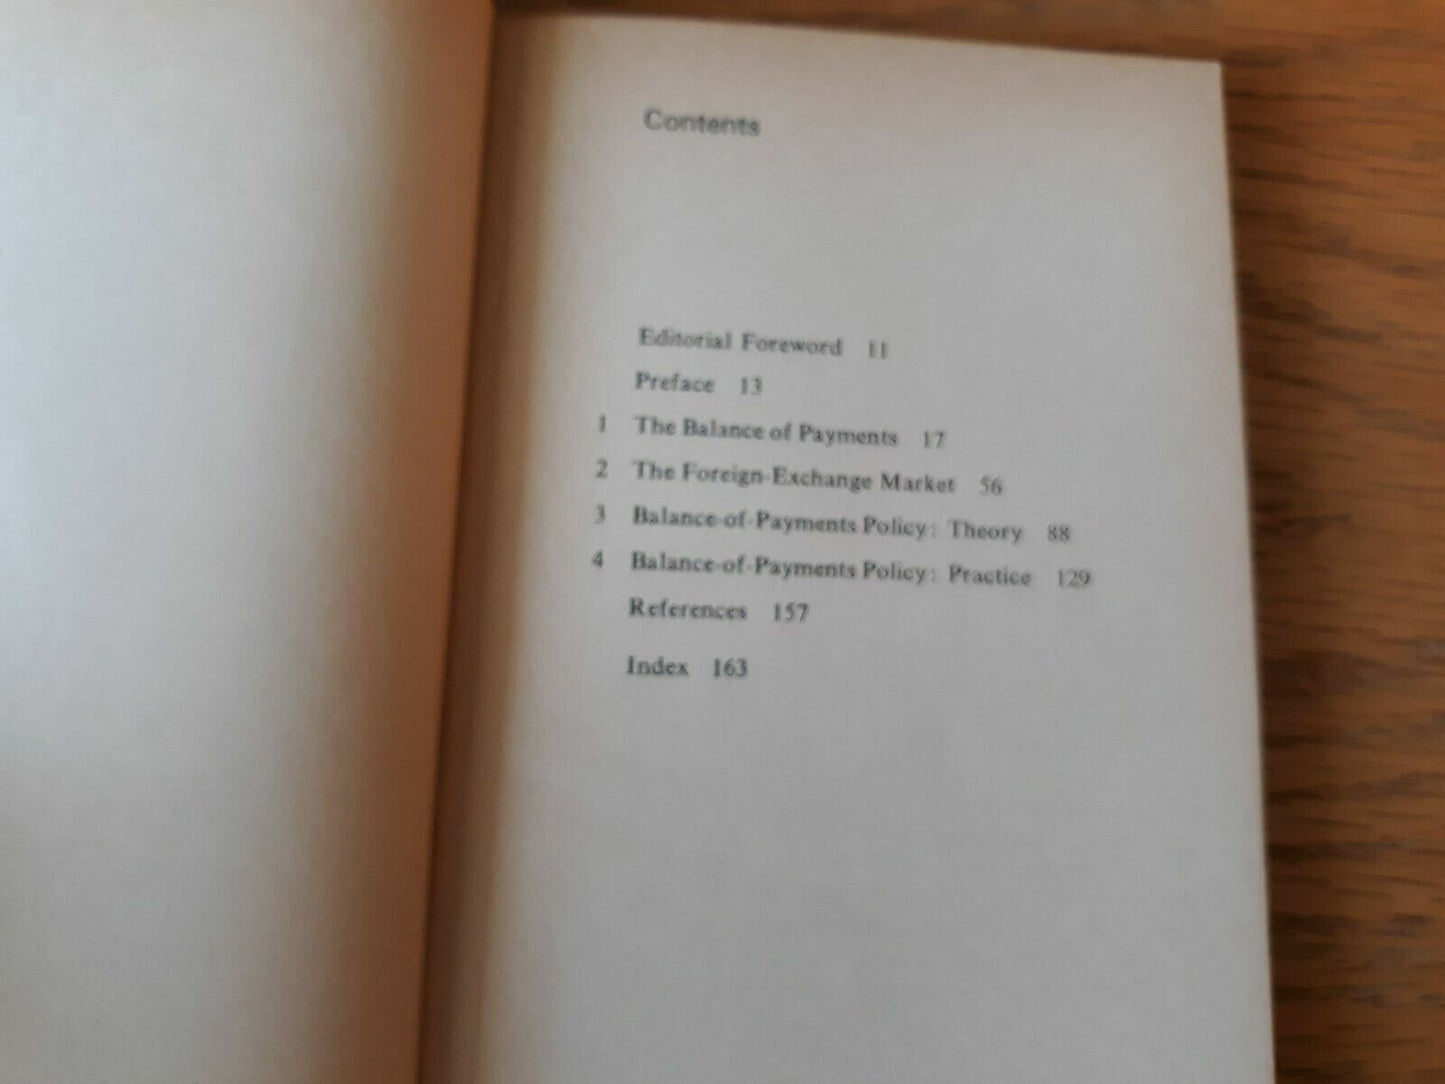 Contents
Editorial Foreword 11
Preface 13
1 The Balance of Payments 17
2 The Foreign-Exchange Market 56
3 Balance-of-Payments Policy: Theory 88
4 Balance-of-Payments Policy: Practice 129
References 157
Index 163